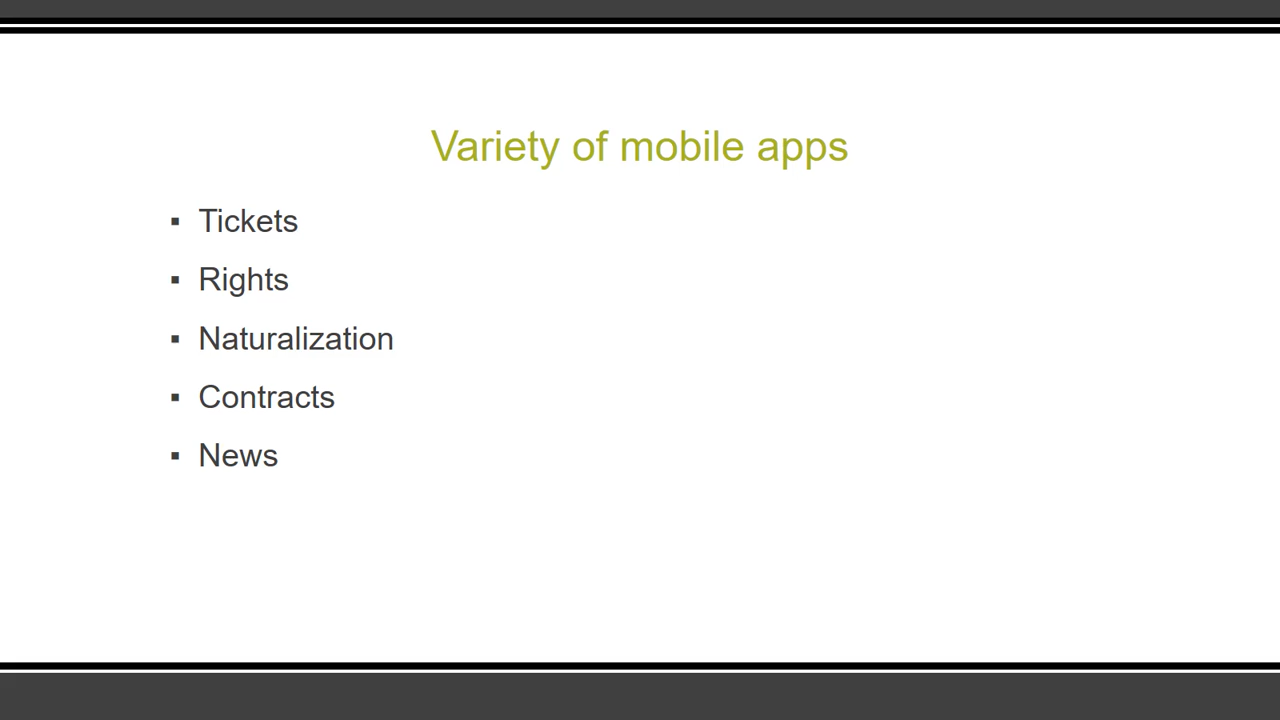 Variety of mobile apps
▪ Tickets
▪ Rights
▪ Naturalization
▪ Contracts
▪ News